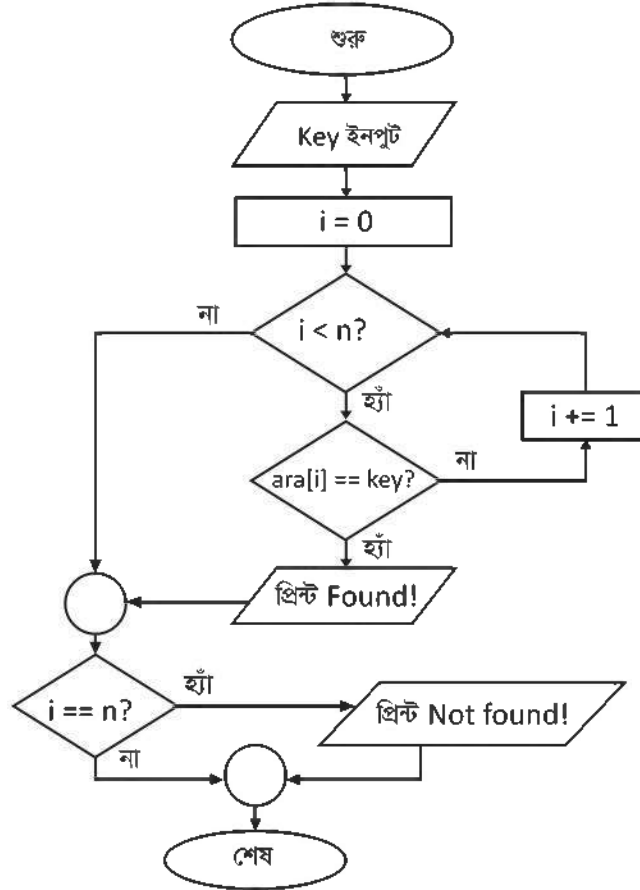 শুরু
Key ইনপুট
i = 0
i < n?
না
হ্যাঁ
i += 1
ara[i] == key?
না
হ্যাঁ
প্রিন্ট Found!
i == n?
হ্যাঁ
প্রিন্ট Not found!
না
শেষ